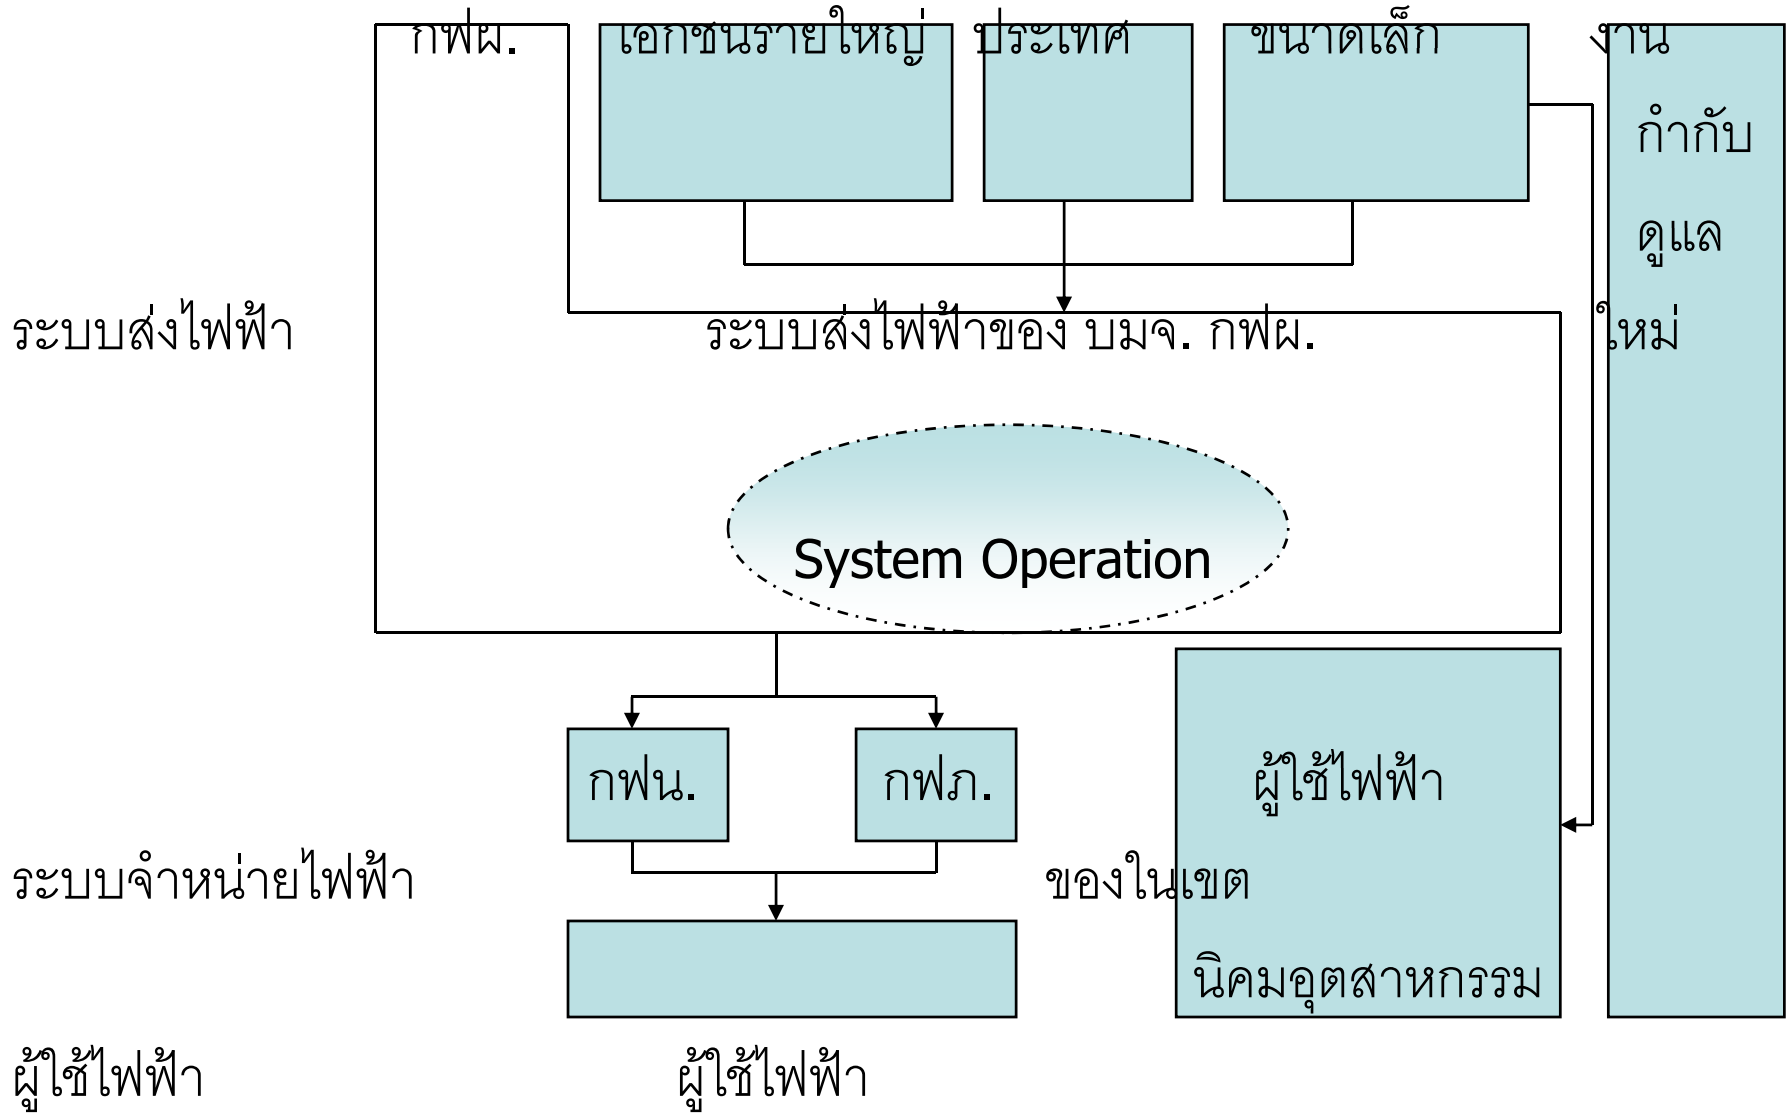 กฟผ. เอกชนรายใหญ่ ประเทศ ขนาดเล็ก งาน
กำกับ
ดูแล
ระบบส่งไฟฟ้า ระบบส่งไฟฟ้าของ บมจ. กฟผ. ใหม่
System Operation
กฟน. กฟภ. ผู้ใช้ไฟฟ้า
ระบบจำหน่ายไฟฟ้า ของในเขต
นิคมอุตสาหกรรม
ผู้ใช้ไฟฟ้า ผู้ใช้ไฟฟ้า